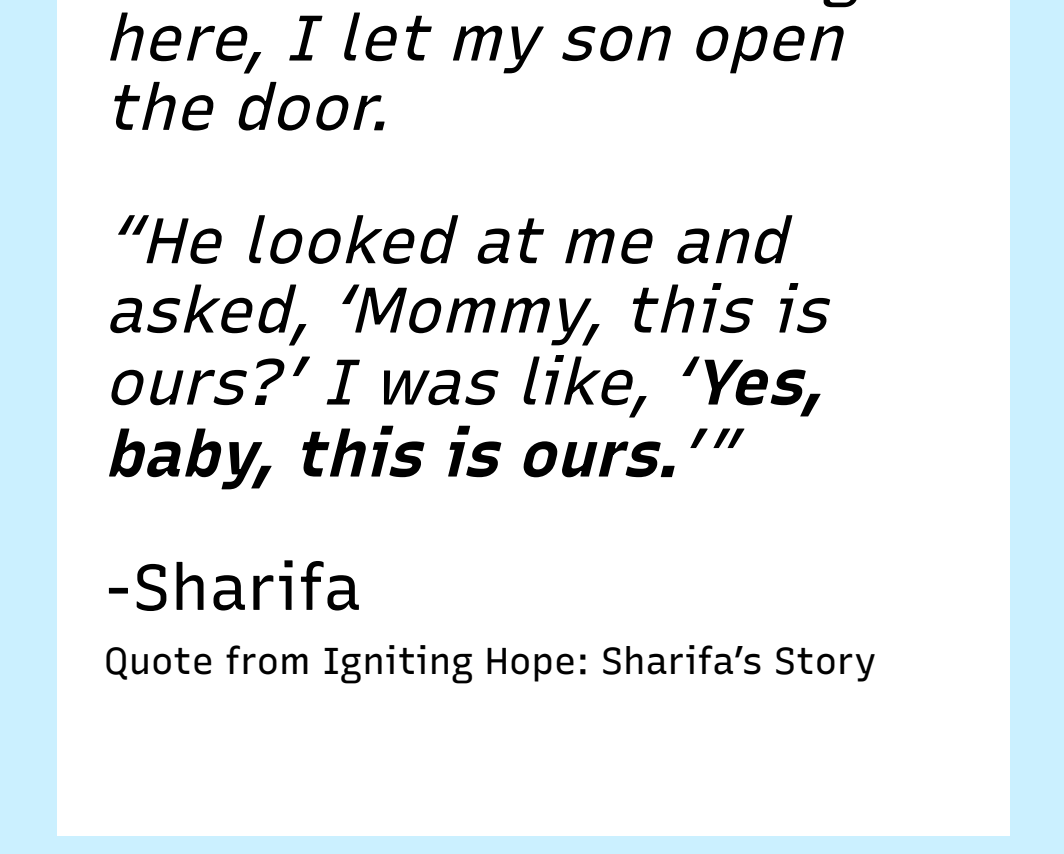 here, I let my son open
the door.
“He looked at me and
asked, ‘Mommy, this is
ours?’ I was like, ‘Yes,
baby, this is ours.’”
-Sharifa
Quote from Igniting Hope: Sharifa’s Story